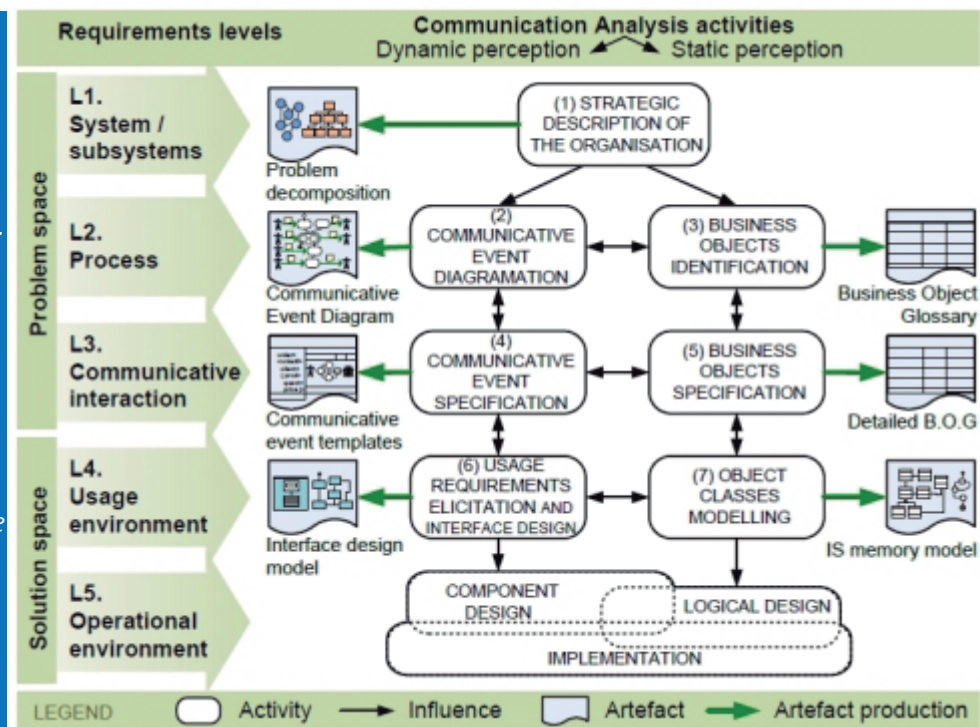 Requirements levels
Communication Analysis activities
Dynamic perception
Static perception
Problem space
Solution space
L1.
System /
subsystems
Problem
decomposition
(1) STRATEGIC
DESCRIPTION OF
THE ORGANISATION
L2.
Process
Communicative
Event Diagram
(2)
COMMUNICATIVE
EVENT
DIAGRAMATION
(3) BUSINESS
OBJECTS
IDENTIFICATION
Business Object
Glossary
L3.
Communicative
interaction
Communicative
event templates
(4)
COMMUNICATIVE
EVENT
SPECIFICATION
(5) BUSINESS
OBJECTS
SPECIFICATION
Detailed B.O.G
L4.
Usage
environment
Interface design
model
(6) USAGE
REQUIREMENTS
ELICITATION AND
INTERFACE DESIGN
(7) OBJECT
CLASSES
MODELLING
IS memory model
L5.
Operational
environment
COMPONENT
DESIGN
LOGICAL DESIGN
IMPLEMENTATION
LEGEND
Activity
Influence
Artefact
Artefact production